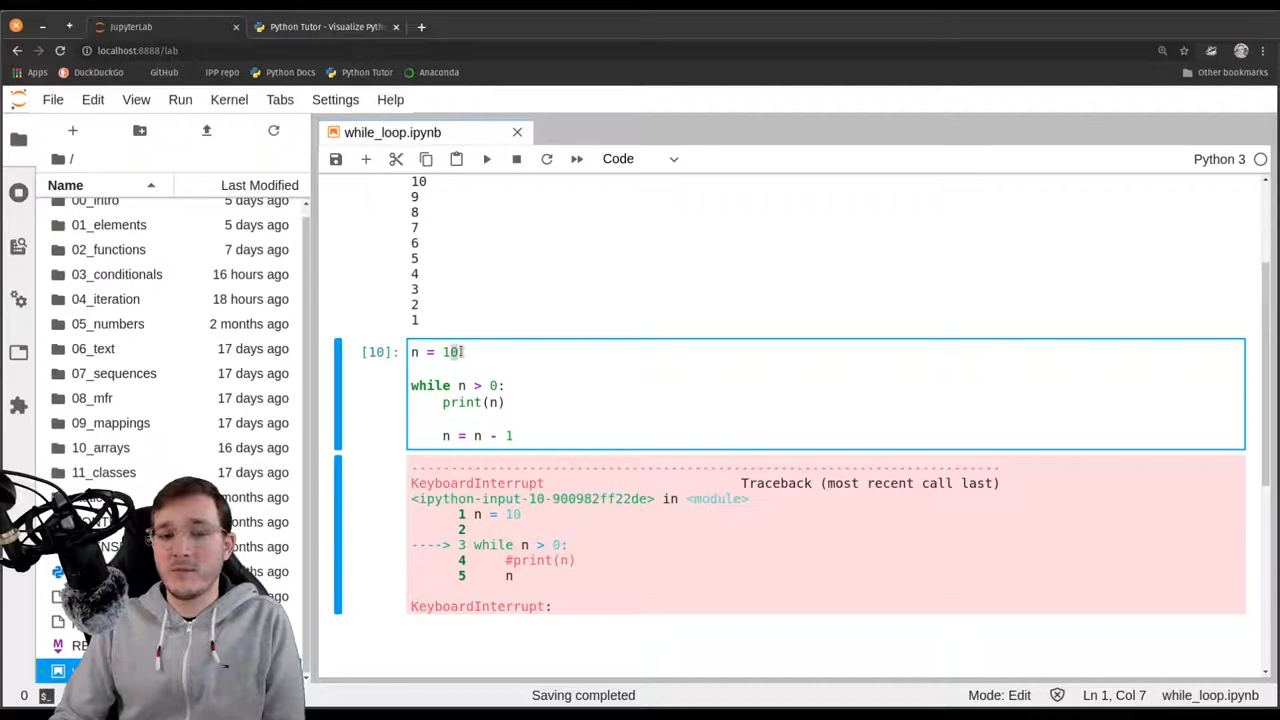 JupyterLab
Python Tutor - Visualize Pyth
localhost:8888/lab
Apps DuckDuckGo GitHub IPP repo Python Docs Python Tutor Anaconda Other bookmarks
File Edit View Run Kernel Tabs Settings Help
while_loop.ipynb
Code Python 3
/
Name Last Modified
00_intro 5 days ago
01_elements 5 days ago
02_functions 7 days ago
03_conditionals 16 hours ago
04_iteration 18 hours ago
05_numbers 2 months ago
06_text 17 days ago
07_sequences 17 days ago
08_mfr 17 days ago
09_mappings 17 days ago
10_arrays 16 days ago
11_classes 17 days ago
months ago
months ago
months ago
days ago
days ago
days ago
days ago
10
9
8
7
6
5
4
3
2
1
[10]:
n = 10
while n > 0:
print(n)
n = n - 1
---------------------------------------------------------------------------
KeyboardInterrupt Traceback (most recent call last)
<ipython-input-10-900982ff22de> in <module>
1 n = 10
2
----> 3 while n > 0:
4 #print(n)
5 n
KeyboardInterrupt:
0 $_ Saving completed Mode: Edit Ln 1, Col 7 while_loop.ipynb